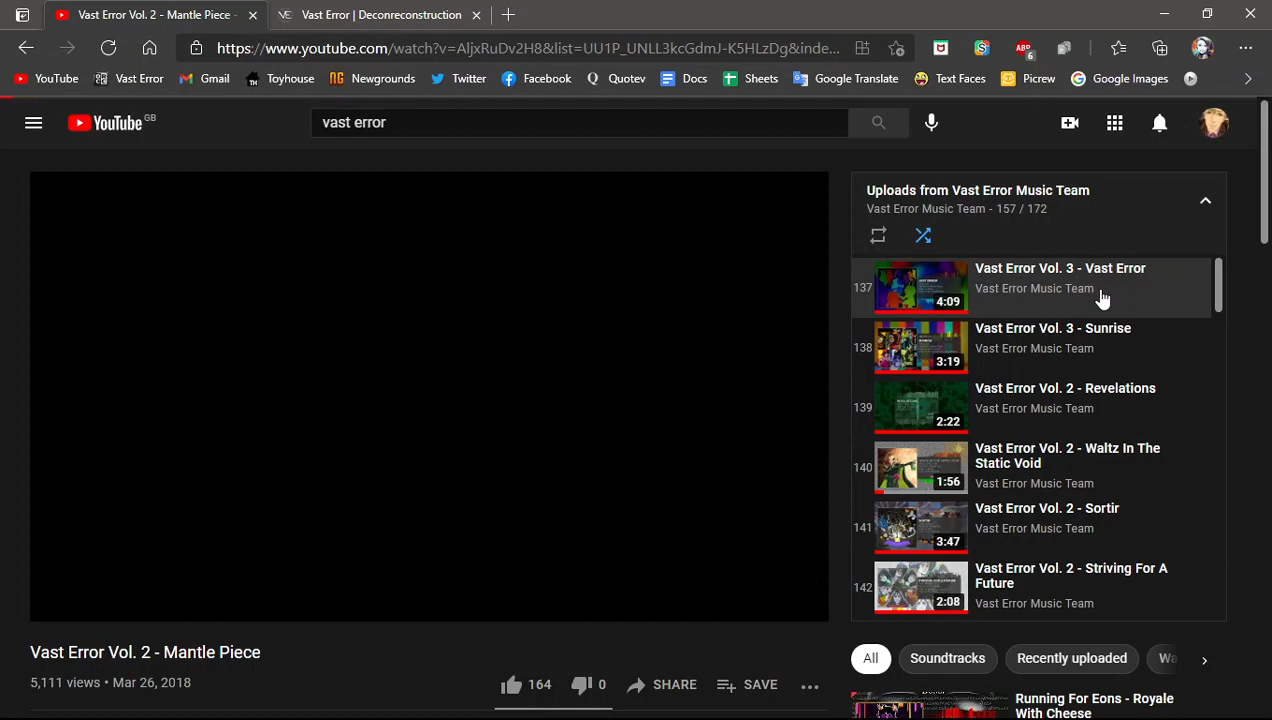 Vast Error Vol. 2 - Mantle Piece -
Vast Error | Deconreconstruction
https://www.youtube.com/watch?v=AljxRuDv2H8&list=UU1P_UNLL3kcGdmJ-K5HLzDg&inde...
ABP
6
YouTube
Vast Error
Gmail
Toyhouse
Newgrounds
Twitter
Facebook
Quotev
Docs
Sheets
Google Translate
Text Faces
Picrew
Google Images
YouTube GB
vast error
Uploads from Vast Error Music Team
Vast Error Music Team - 157 / 172
137
4:09
Vast Error Vol. 3 - Vast Error
Vast Error Music Team
138
3:19
Vast Error Vol. 3 - Sunrise
Vast Error Music Team
139
2:22
Vast Error Vol. 2 - Revelations
Vast Error Music Team
140
1:56
Vast Error Vol. 2 - Waltz In The
Static Void
Vast Error Music Team
141
3:47
Vast Error Vol. 2 - Sortir
Vast Error Music Team
142
2:08
Vast Error Vol. 2 - Striving For A
Future
Vast Error Music Team
Vast Error Vol. 2 - Mantle Piece
5,111 views • Mar 26, 2018
164
0
SHARE
SAVE
All
Soundtracks
Recently uploaded
Wa
Running For Eons - Royale
With Cheese